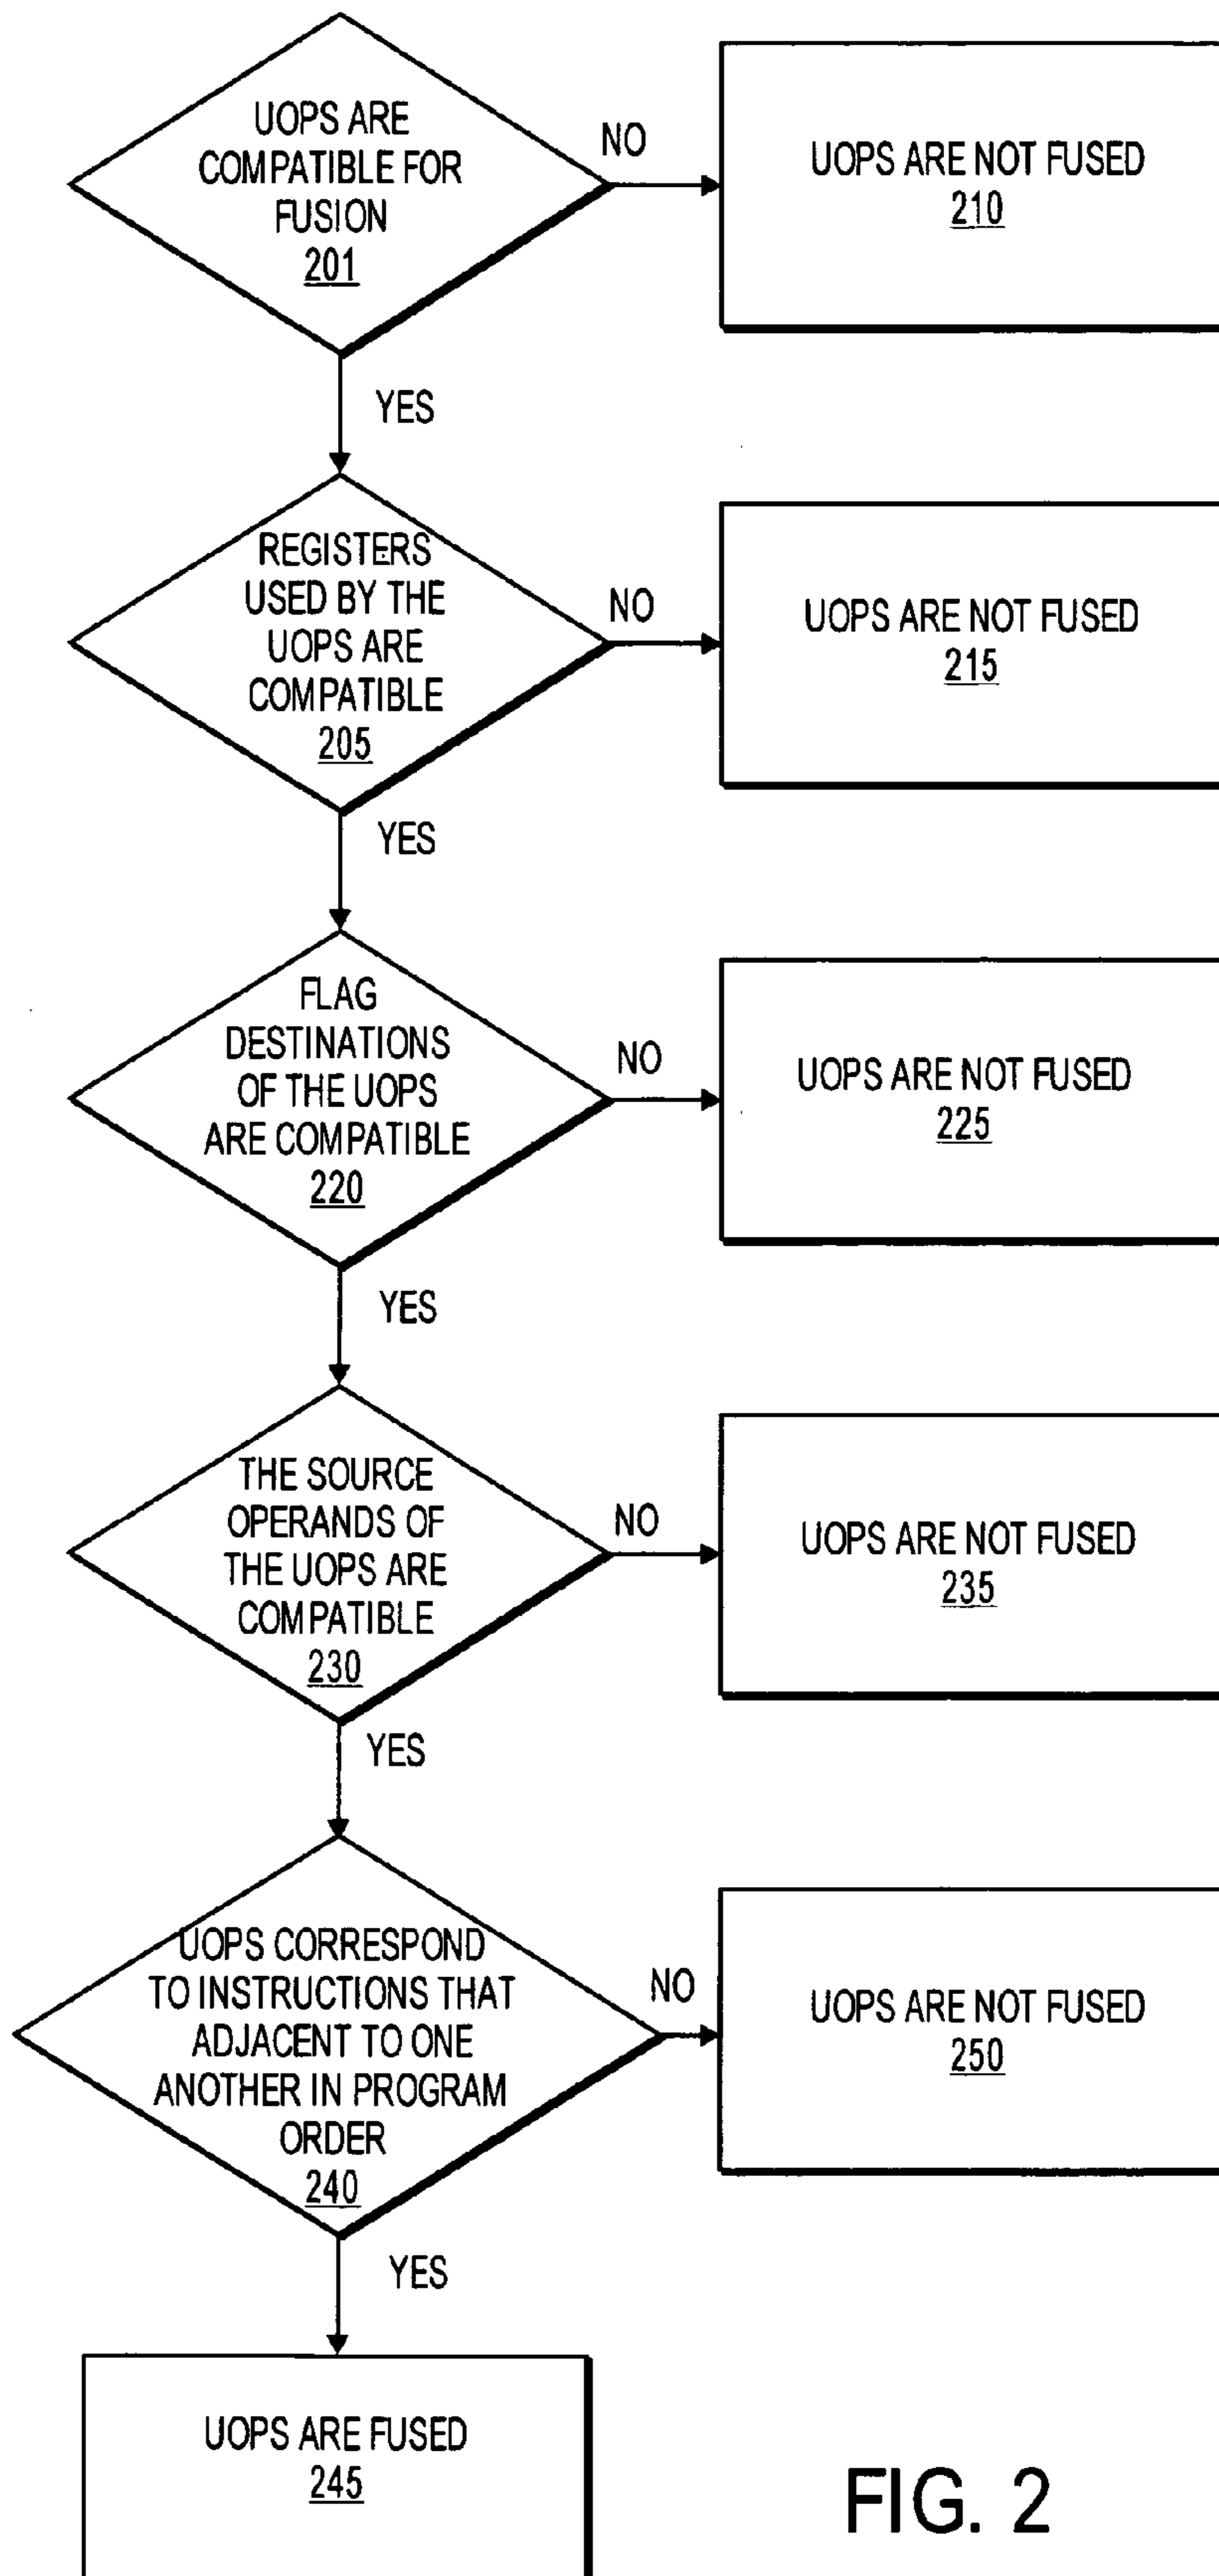 UOPS ARE
COMPATIBLE FOR
FUSION
201
NO
UOPS ARE NOT FUSED
210
YES
REGISTERS
USED BY THE
UOPS ARE
COMPATIBLE
205
NO
UOPS ARE NOT FUSED
215
YES
FLAG
DESTINATIONS
OF THE UOPS
ARE COMPATIBLE
220
NO
UOPS ARE NOT FUSED
225
YES
THE SOURCE
OPERANDS OF
THE UOPS ARE
COMPATIBLE
230
NO
UOPS ARE NOT FUSED
235
YES
UOPS CORRESPOND
TO INSTRUCTIONS THAT
ADJACENT TO ONE
ANOTHER IN PROGRAM
ORDER
240
NO
UOPS ARE NOT FUSED
250
YES
UOPS ARE FUSED
245
FIG. 2